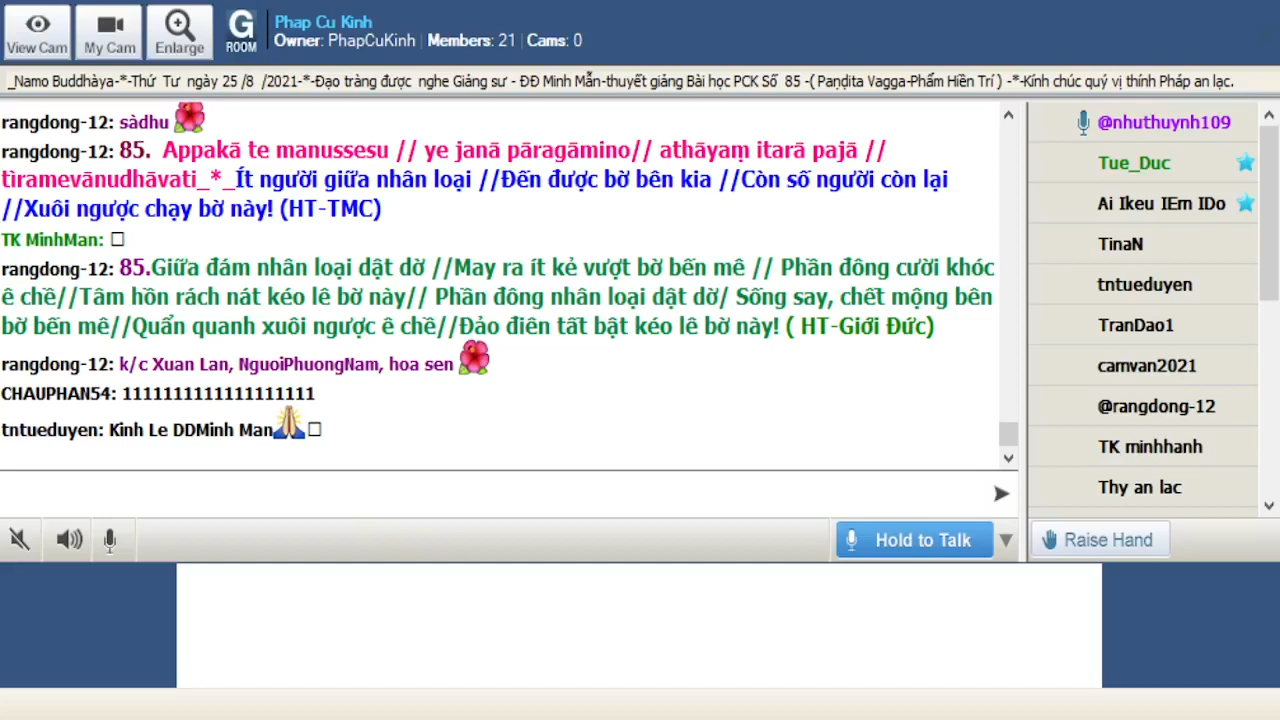 View Cam
My Cam
Enlarge
G
ROOM
Phap Cu Kinh
Owner: PhapCuKinh | Members: 21 | Cams: 0
_Namo Buddhàya-*-Thứ Tư ngày 25 /8 /2021-*-Đạo tràng được nghe Giảng sư - ĐĐ Minh Mẫn-thuyết giảng Bài học PCK Số 85 -( Paṇḍita Vagga-Phẩm Hiền Trí ) -*-Kính chúc quý vị thính Pháp an lạc.
rangdong-12: sàdhu
rangdong-12: 85. Appakā te manussesu // ye janā pāragāmino// athāyaṃ itarā pajā //
tìramevānudhāvati_*_Ít người giữa nhân loại //Đến được bờ bên kia //Còn số người còn lại
//Xuôi ngược chạy bờ này! (HT-TMC)
TK MinhMan:
rangdong-12: 85.Giữa đám nhân loại dật dờ //May ra ít kẻ vượt bờ bến mê // Phần đông cười khóc
ê chề//Tâm hồn rách nát kéo lê bờ này// Phần đông nhân loại dật dờ/ Sống say, chết mộng bên
bờ bến mê//Quẩn quanh xuôi ngược ê chề//Đảo điên tất bật kéo lê bờ này! ( HT-Giới Đức)
rangdong-12: k/c Xuan Lan, NguoiPhuongNam, hoa sen
CHAUPHAN54: 1111111111111111111
tntueduyen: Kinh Le DDMinh Man
@nhuthuynh109
Tue_Duc
Ai Ikeu IEm IDo
TinaN
tntueduyen
TranDao1
camvan2021
@rangdong-12
TK minhhanh
Thy an lac
Hold to Talk
Raise Hand